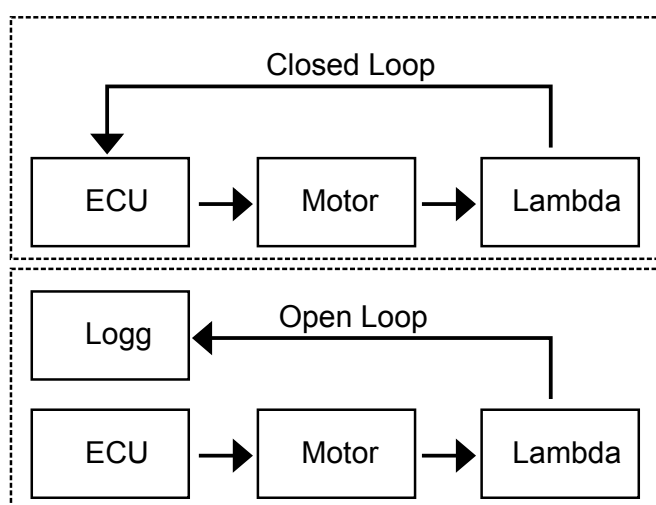 Closed Loop
ECU
Motor
Lambda
Logg
Open Loop
ECU
Motor
Lambda